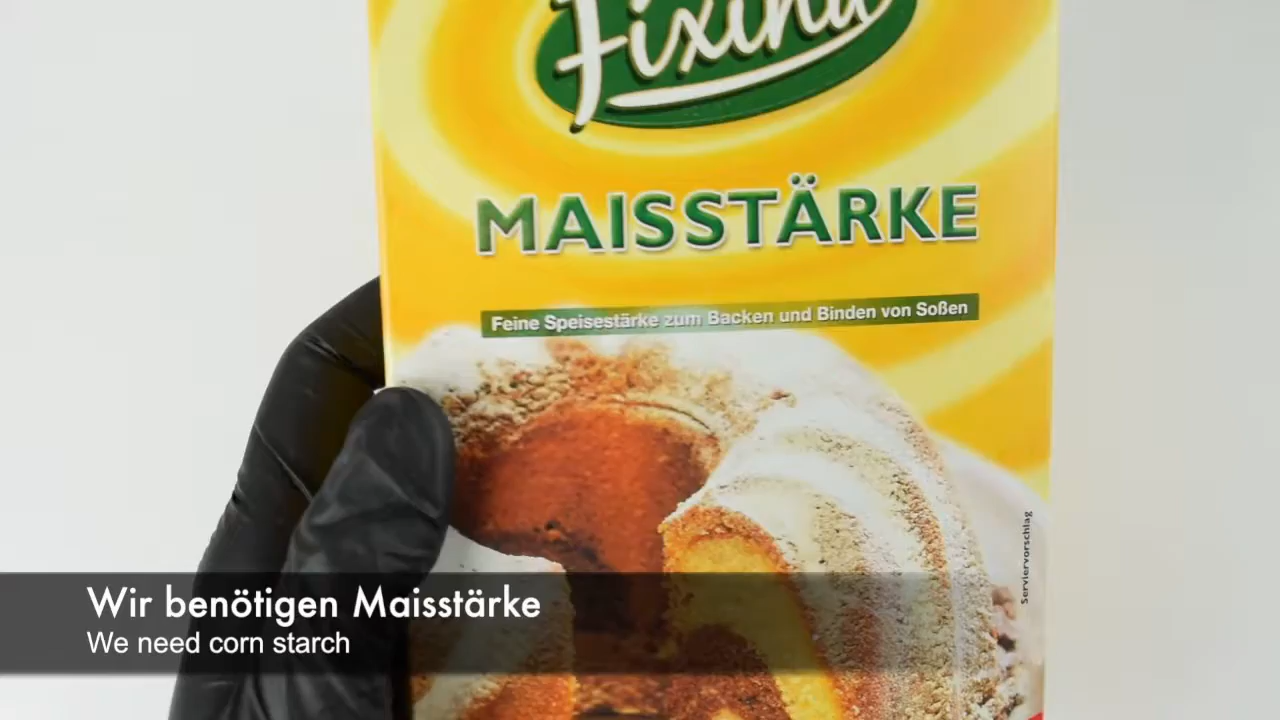 Fixina
MAISSTÄRKE
Feine Speisestärke zum Backen und Binden von Soßen
Serviervorschlag
Wir benötigen Maisstärke
We need corn starch